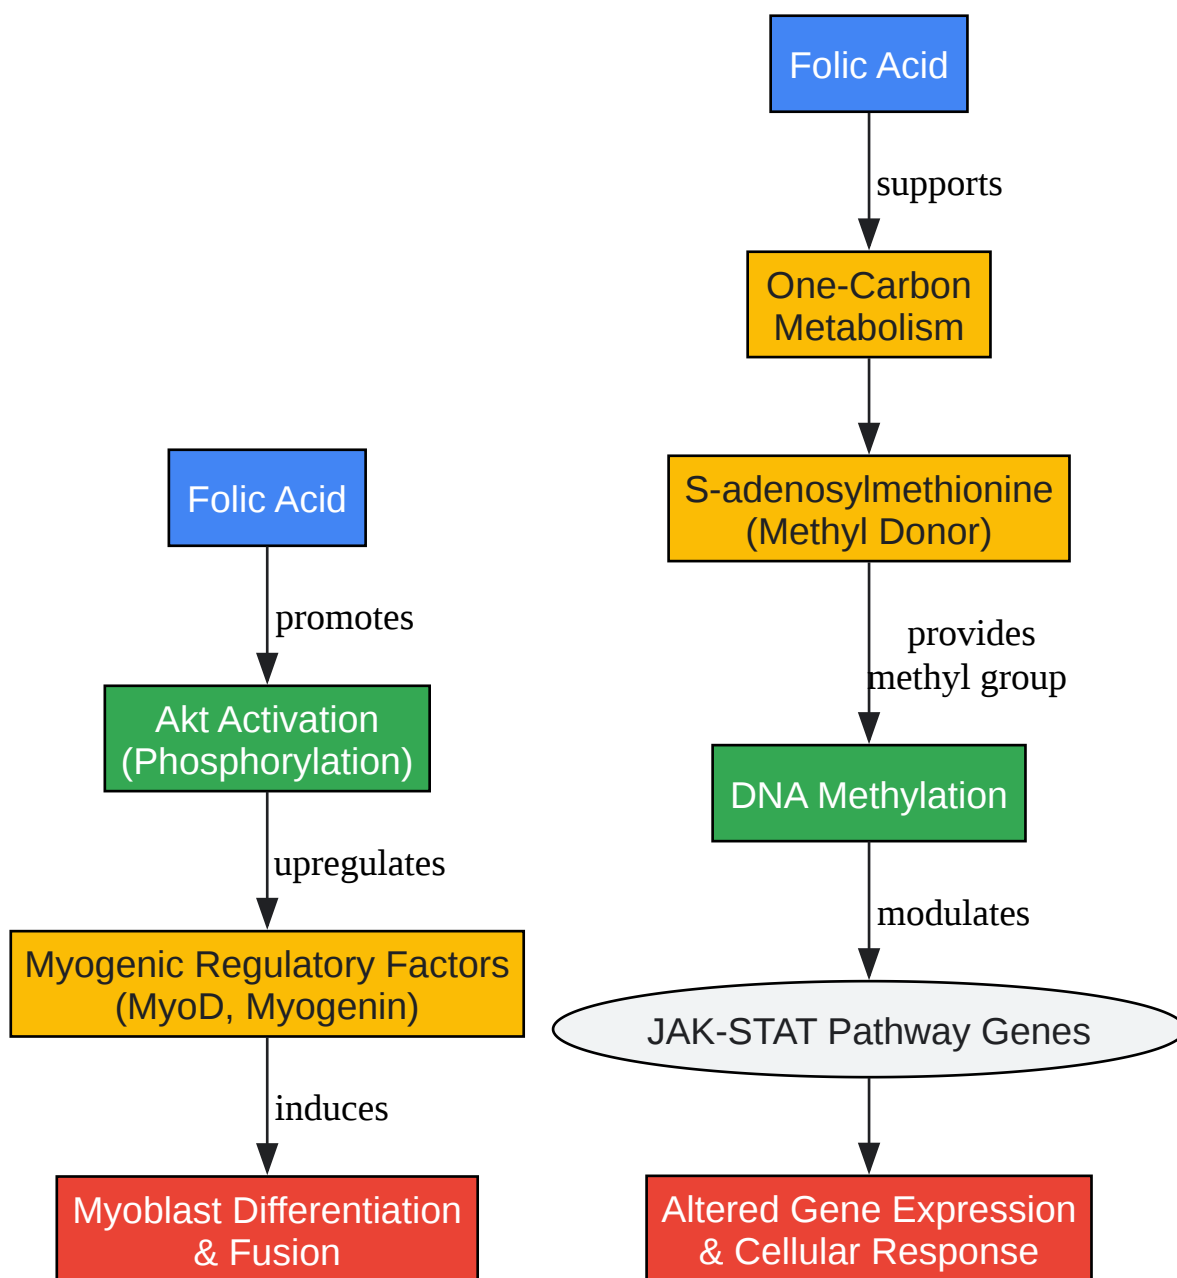 Folic Acid
promotes
Akt Activation
(Phosphorylation)
upregulates
Myogenic Regulatory Factors
(MyoD, Myogenin)
induces
Myoblast Differentiation
& Fusion
Folic Acid
supports
One-Carbon
Metabolism
S-adenosylmethionine
(Methyl Donor)
provides
methyl group
DNA Methylation
modulates
JAK-STAT Pathway Genes
Altered Gene Expression
& Cellular Response